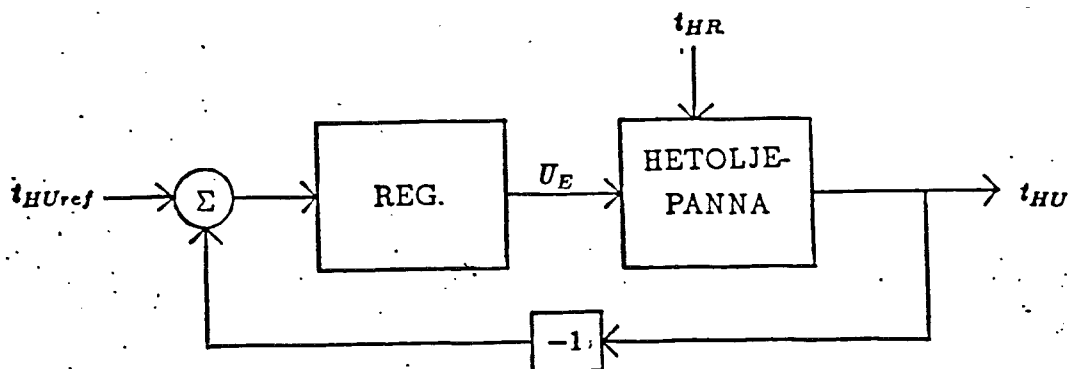 t_HR
t_HUref
Σ
REG.
U_E
HETOLJE-
PANNA
t_HU
-1